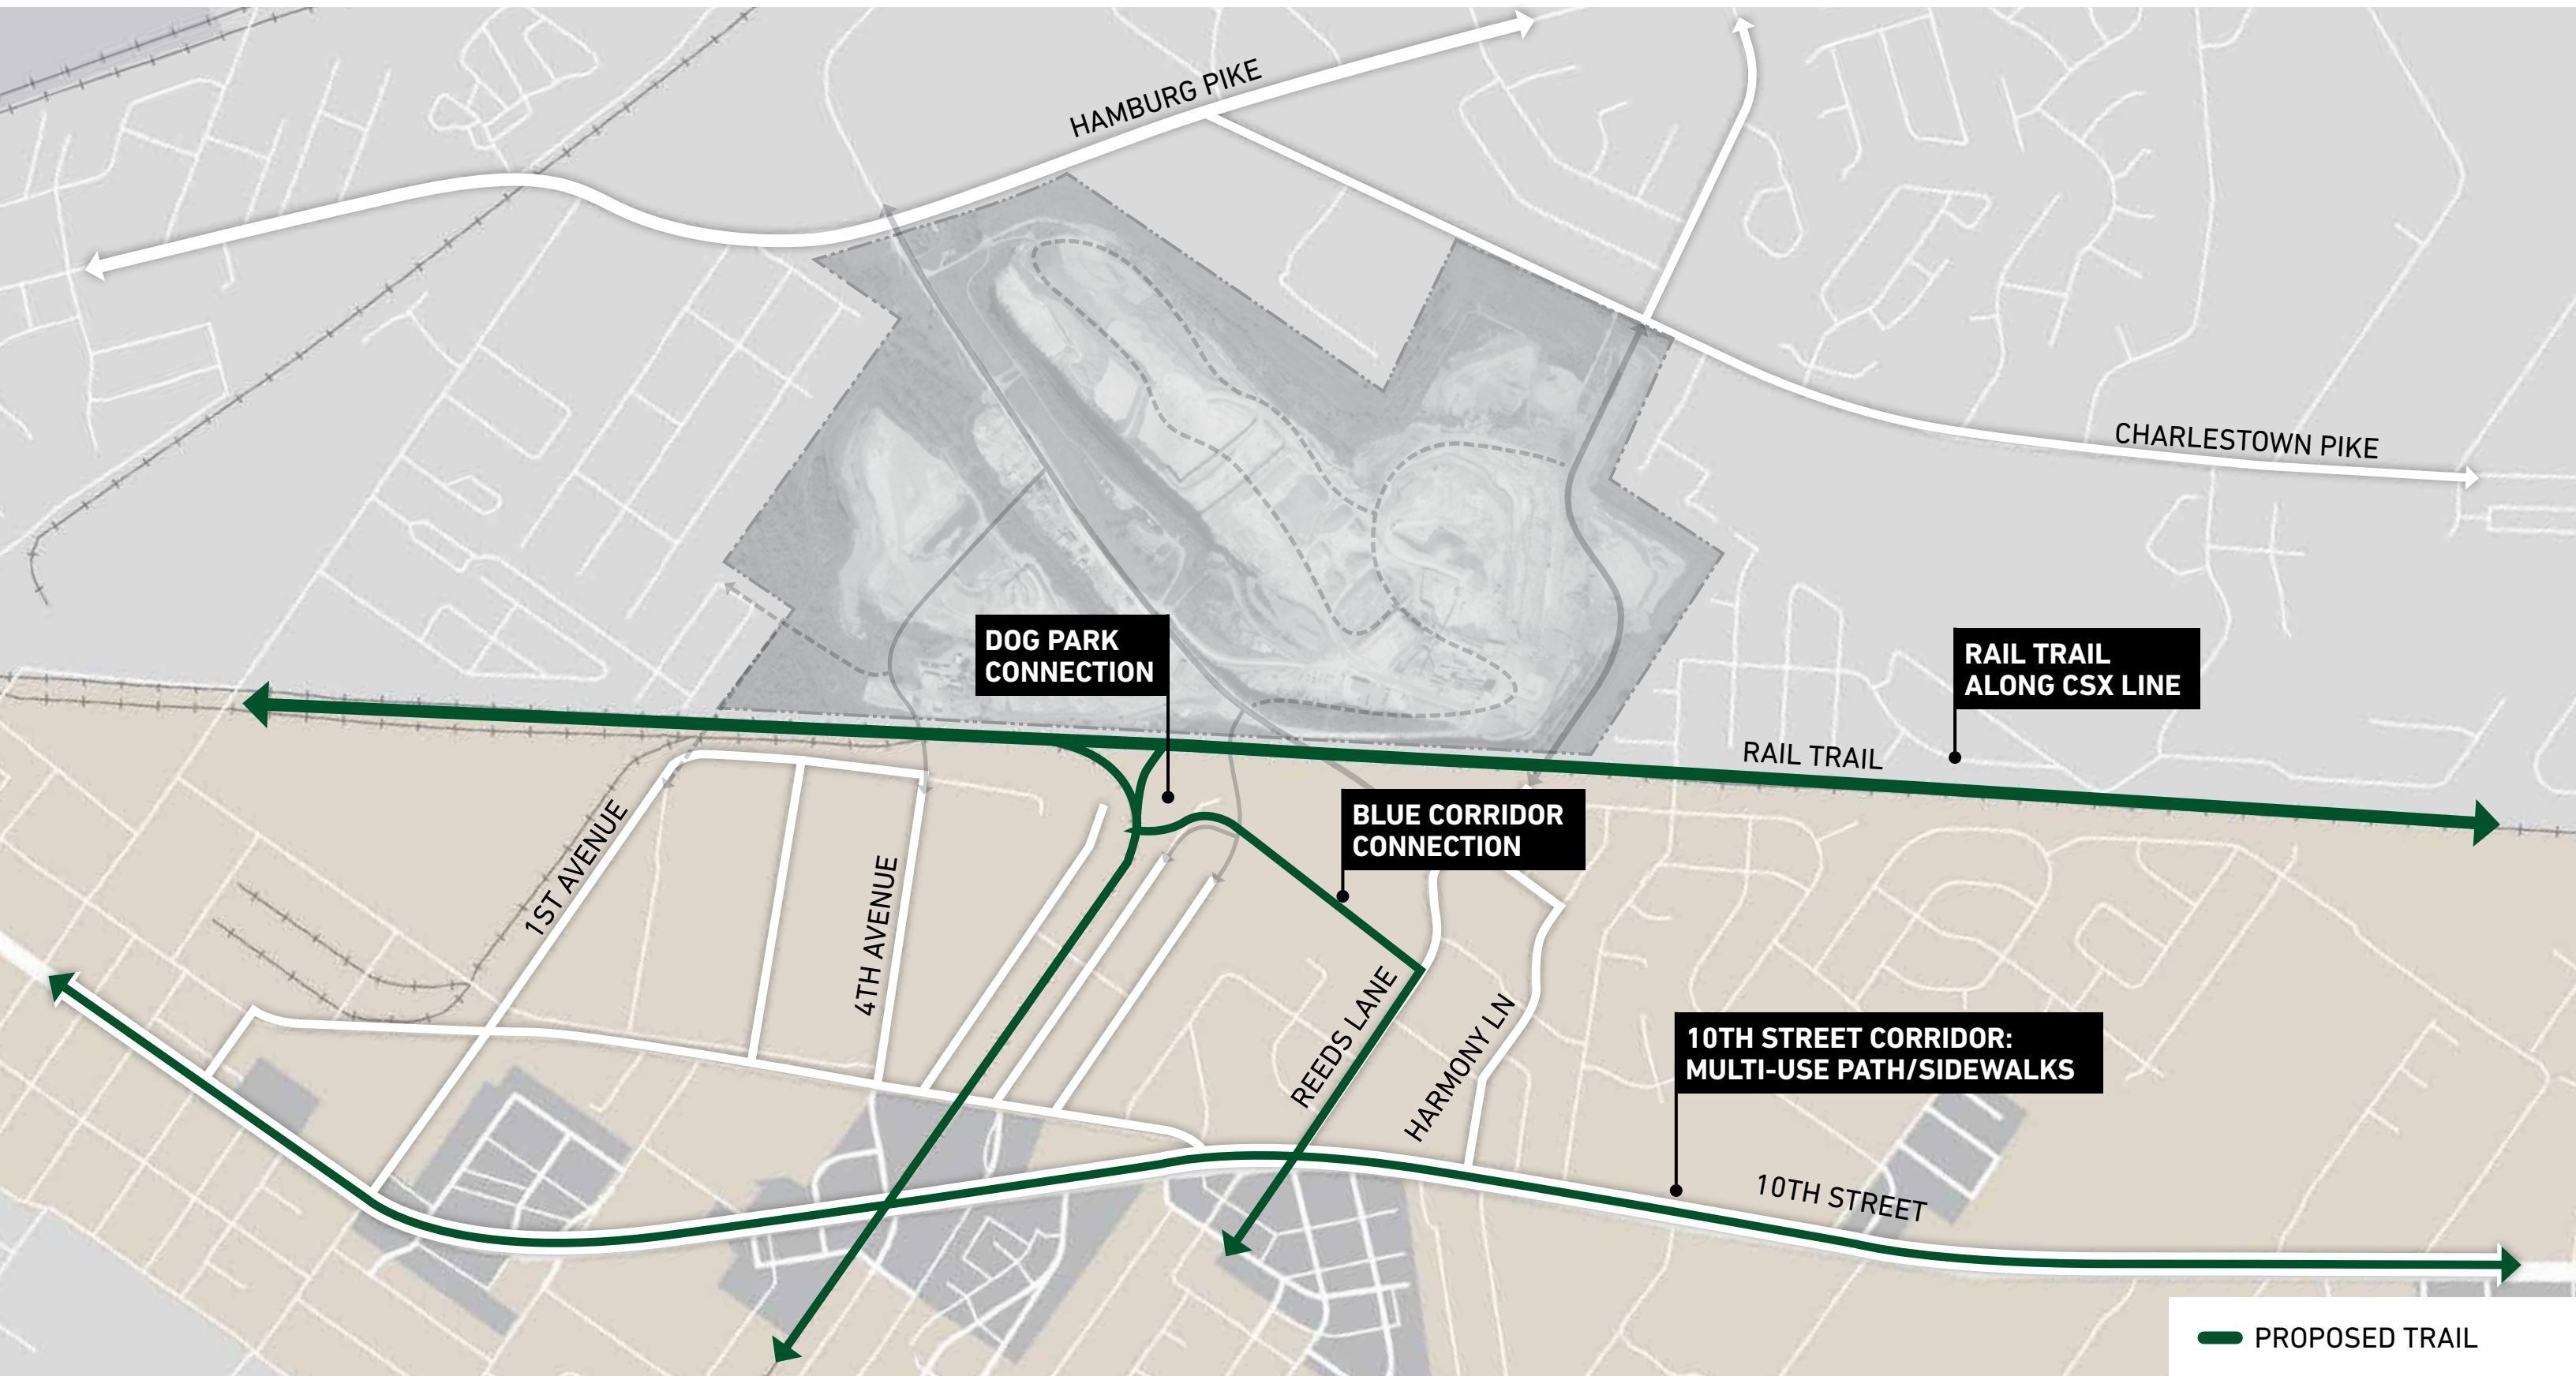 HAMBURG PIKE
CHARLESTOWN PIKE
DOG PARK
CONNECTION
RAIL TRAIL
ALONG CSX LINE
RAIL TRAIL
BLUE CORRIDOR
CONNECTION
1ST AVENUE
4TH AVENUE
REEDS LANE
HARMONY LN
10TH STREET CORRIDOR:
MULTI-USE PATH/SIDEWALKS
10TH STREET
PROPOSED TRAIL